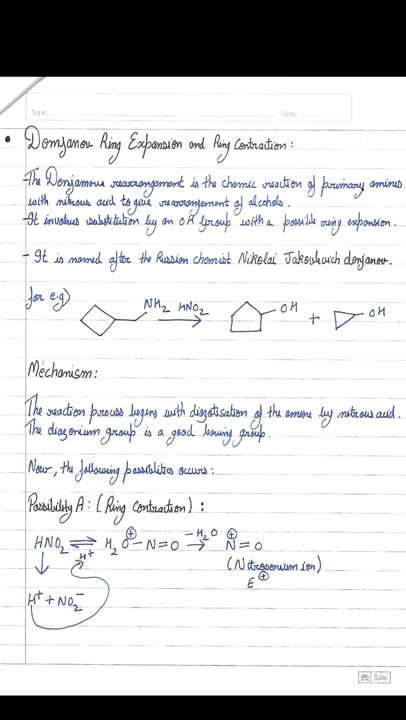 Topic
Date
• Domjanov Ring Expansion and Ring Contraction:
- The Demjanov rearrangement is the chemic reaction of primary amines
with nitrous acid to give rearrangement of alcohols.
- It involves substitution by an OH Group with a possible ring expansion.
- It is named after the Russian chemist Nikolai Jakovlevich demjanov.
for e.g)
NH2 HNO2 → OH + OH
Mechanism:
The reaction process begins with diazotisation of the amine by nitrous acid.
The diazonium group is a good leaving group.
Now, the following possibilities occurs:
Possibility A: (Ring Contraction):
HNO2 ⇌ H2O⊕–N=O –H2O → N⊕=O
H+
(Nitrosonium ion)
E⊕
H+ + NO2–